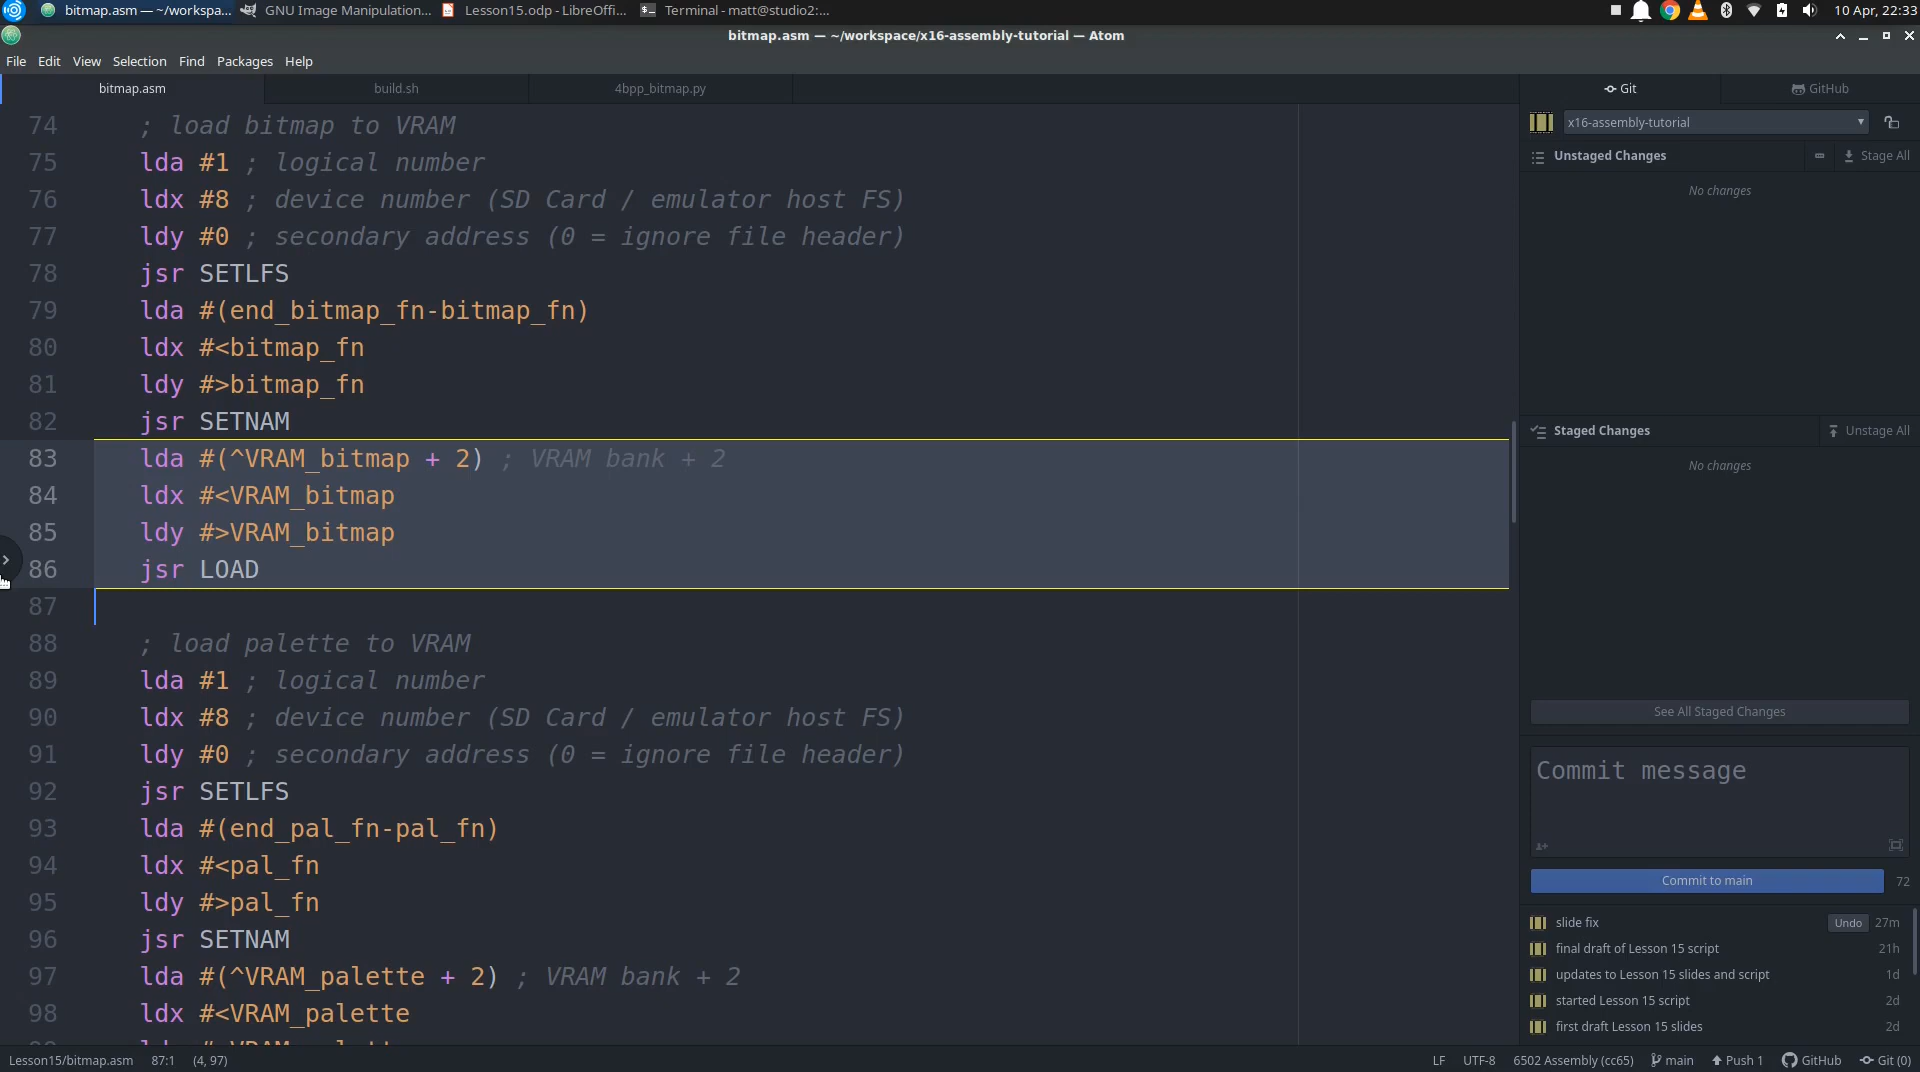 bitmap.asm — ~/workspa...
GNU Image Manipulation...
Lesson15.odp - LibreOffi...
Terminal - matt@studio2:...
10 Apr, 22:33
bitmap.asm — ~/workspace/x16-assembly-tutorial — Atom
File Edit View Selection Find Packages Help
bitmap.asm
build.sh
4bpp_bitmap.py
74 ; load bitmap to VRAM
75 lda #1 ; logical number
76 ldx #8 ; device number (SD Card / emulator host FS)
77 ldy #0 ; secondary address (0 = ignore file header)
78 jsr SETLFS
79 lda #(end_bitmap_fn-bitmap_fn)
80 ldx #<bitmap_fn
81 ldy #>bitmap_fn
82 jsr SETNAM
83 lda #(^VRAM_bitmap + 2) ; VRAM bank + 2
84 ldx #<VRAM_bitmap
85 ldy #>VRAM_bitmap
86 jsr LOAD
87
88 ; load palette to VRAM
89 lda #1 ; logical number
90 ldx #8 ; device number (SD Card / emulator host FS)
91 ldy #0 ; secondary address (0 = ignore file header)
92 jsr SETLFS
93 lda #(end_pal_fn-pal_fn)
94 ldx #<pal_fn
95 ldy #>pal_fn
96 jsr SETNAM
97 lda #(^VRAM_palette + 2) ; VRAM bank + 2
98 ldx #<VRAM_palette
Git
GitHub
x16-assembly-tutorial
Unstaged Changes
Stage All
No changes
Staged Changes
Unstage All
No changes
See All Staged Changes
Commit message
Commit to main
72
slide fix Undo 27m
final draft of Lesson 15 script 21h
updates to Lesson 15 slides and script 1d
started Lesson 15 script 2d
first draft Lesson 15 slides 2d
Lesson15/bitmap.asm 87:1 (4, 97)
LF UTF-8 6502 Assembly (cc65) main Push 1 GitHub Git (0)